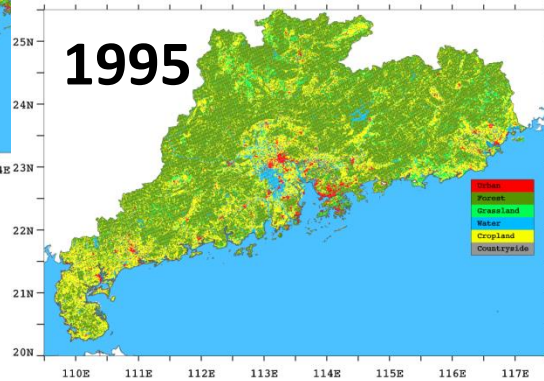 1995
25N
24N
23N
22N
21N
20N
Urban
Forest
Grassland
Water
Cropland
Countryside
110E 111E 112E 113E 114E 115E 116E 117E